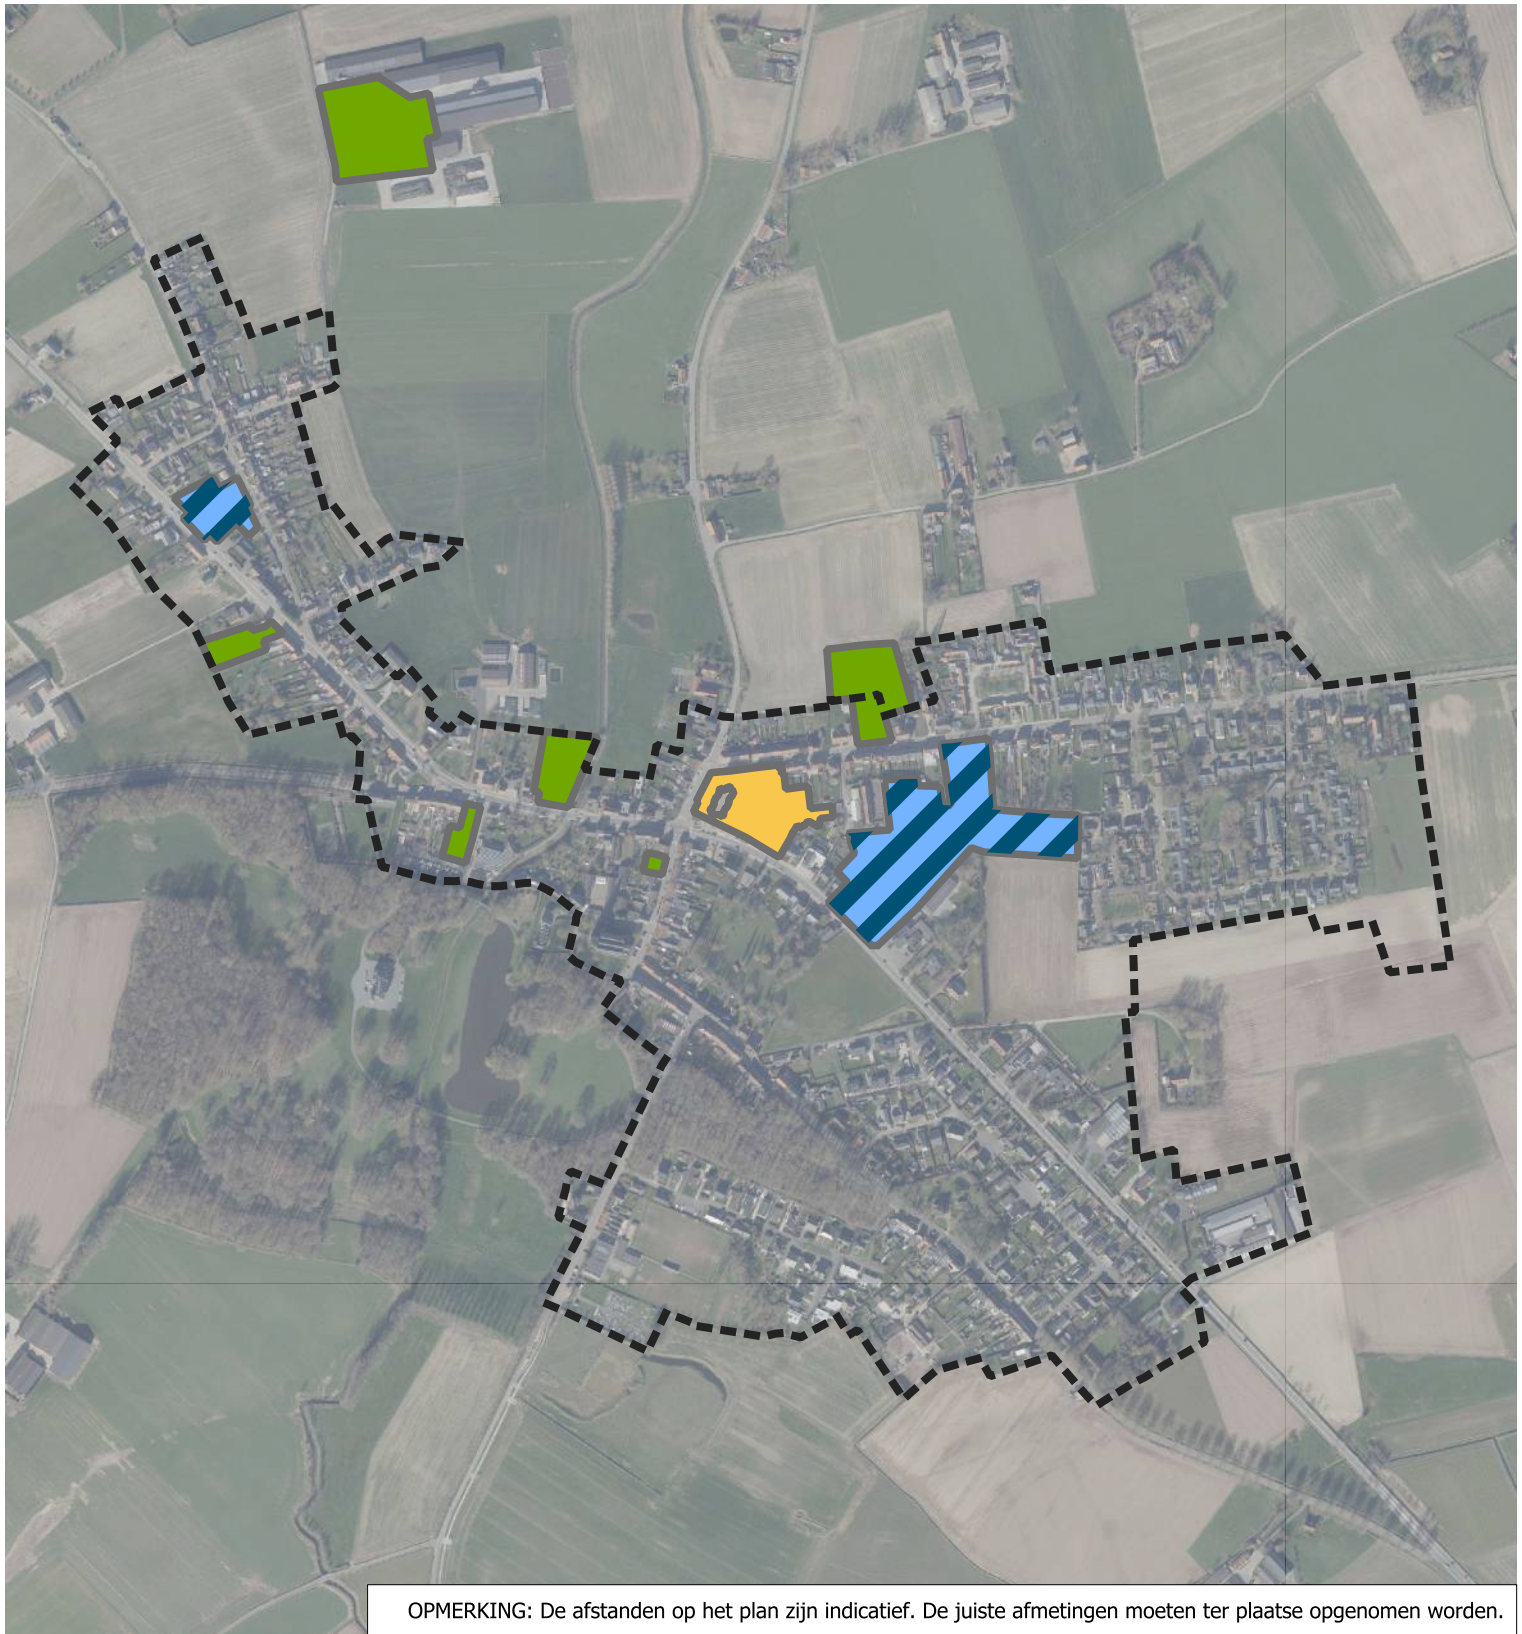 OPMERKING: De afstanden op het plan zijn indicatief. De juiste afmetingen moeten ter plaatse opgenomen worden.